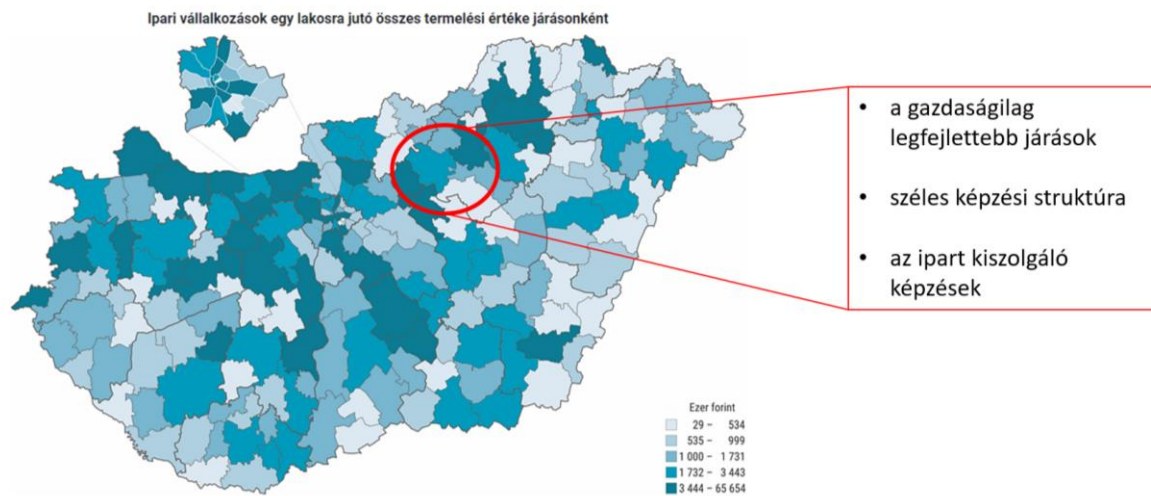 Ipari vállalkozások egy lakosra jutó összes termelési értéke járásonként
• a gazdaságilag
legfejlettebb járások
• széles képzési struktúra
• az ipart kiszolgáló
képzések
Ezer forint
29 – 534
535 – 999
1 000 – 1 731
1 732 – 3 443
3 444 – 65 654